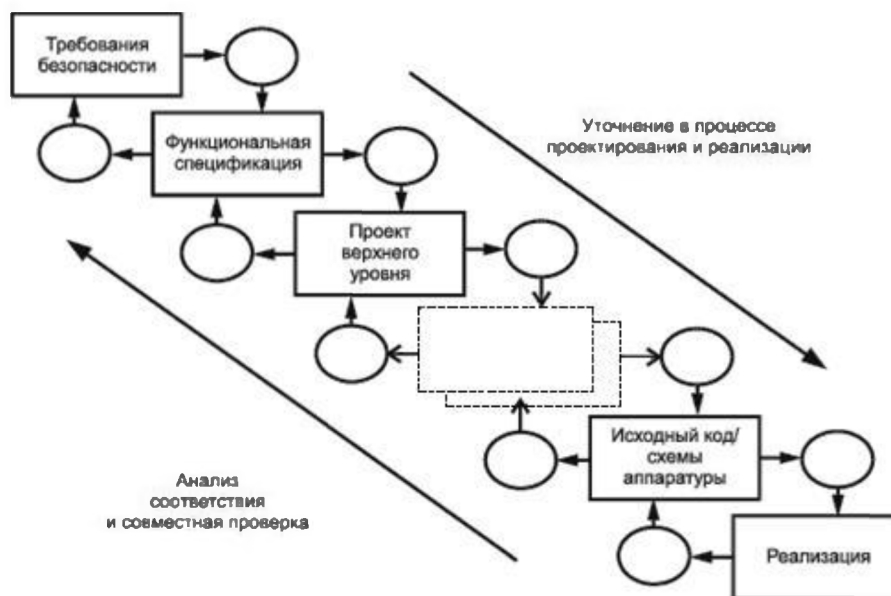 Требования
безопасности
Функциональная
спецификация
Уточнение в процессе
проектирования и реализации
Проект
верхнего
уровня
Исходный код/
схемы
аппаратуры
Анализ
соответствия
и совместная проверка
Реализация